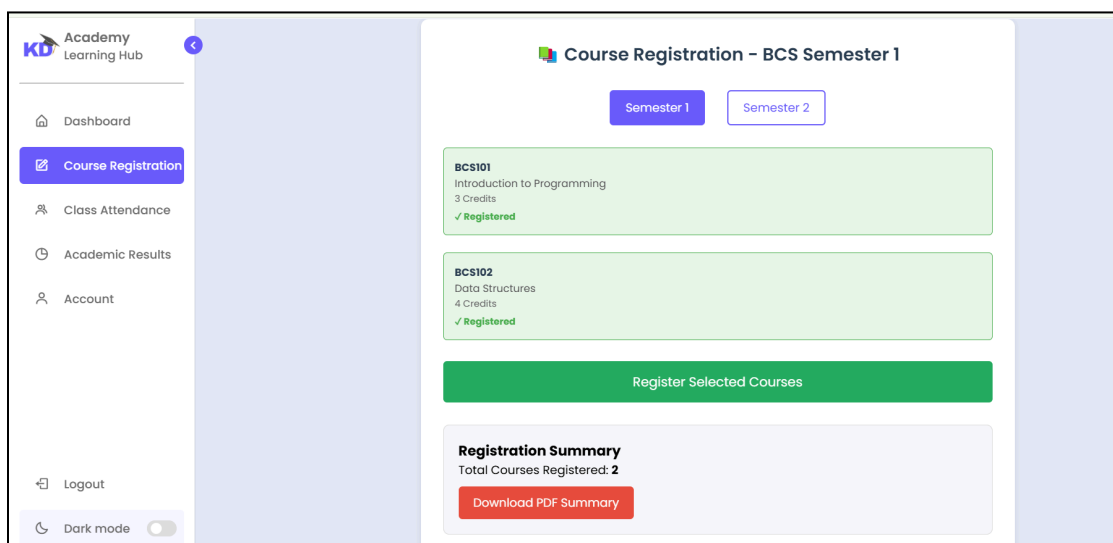 KD
Academy
Learning Hub
Dashboard
Course Registration
Class Attendance
Academic Results
Account
Logout
Dark mode
Course Registration - BCS Semester 1
Semester 1
Semester 2
BCS101
Introduction to Programming
3 Credits
✓ Registered
BCS102
Data Structures
4 Credits
✓ Registered
Register Selected Courses
Registration Summary
Total Courses Registered: 2
Download PDF Summary